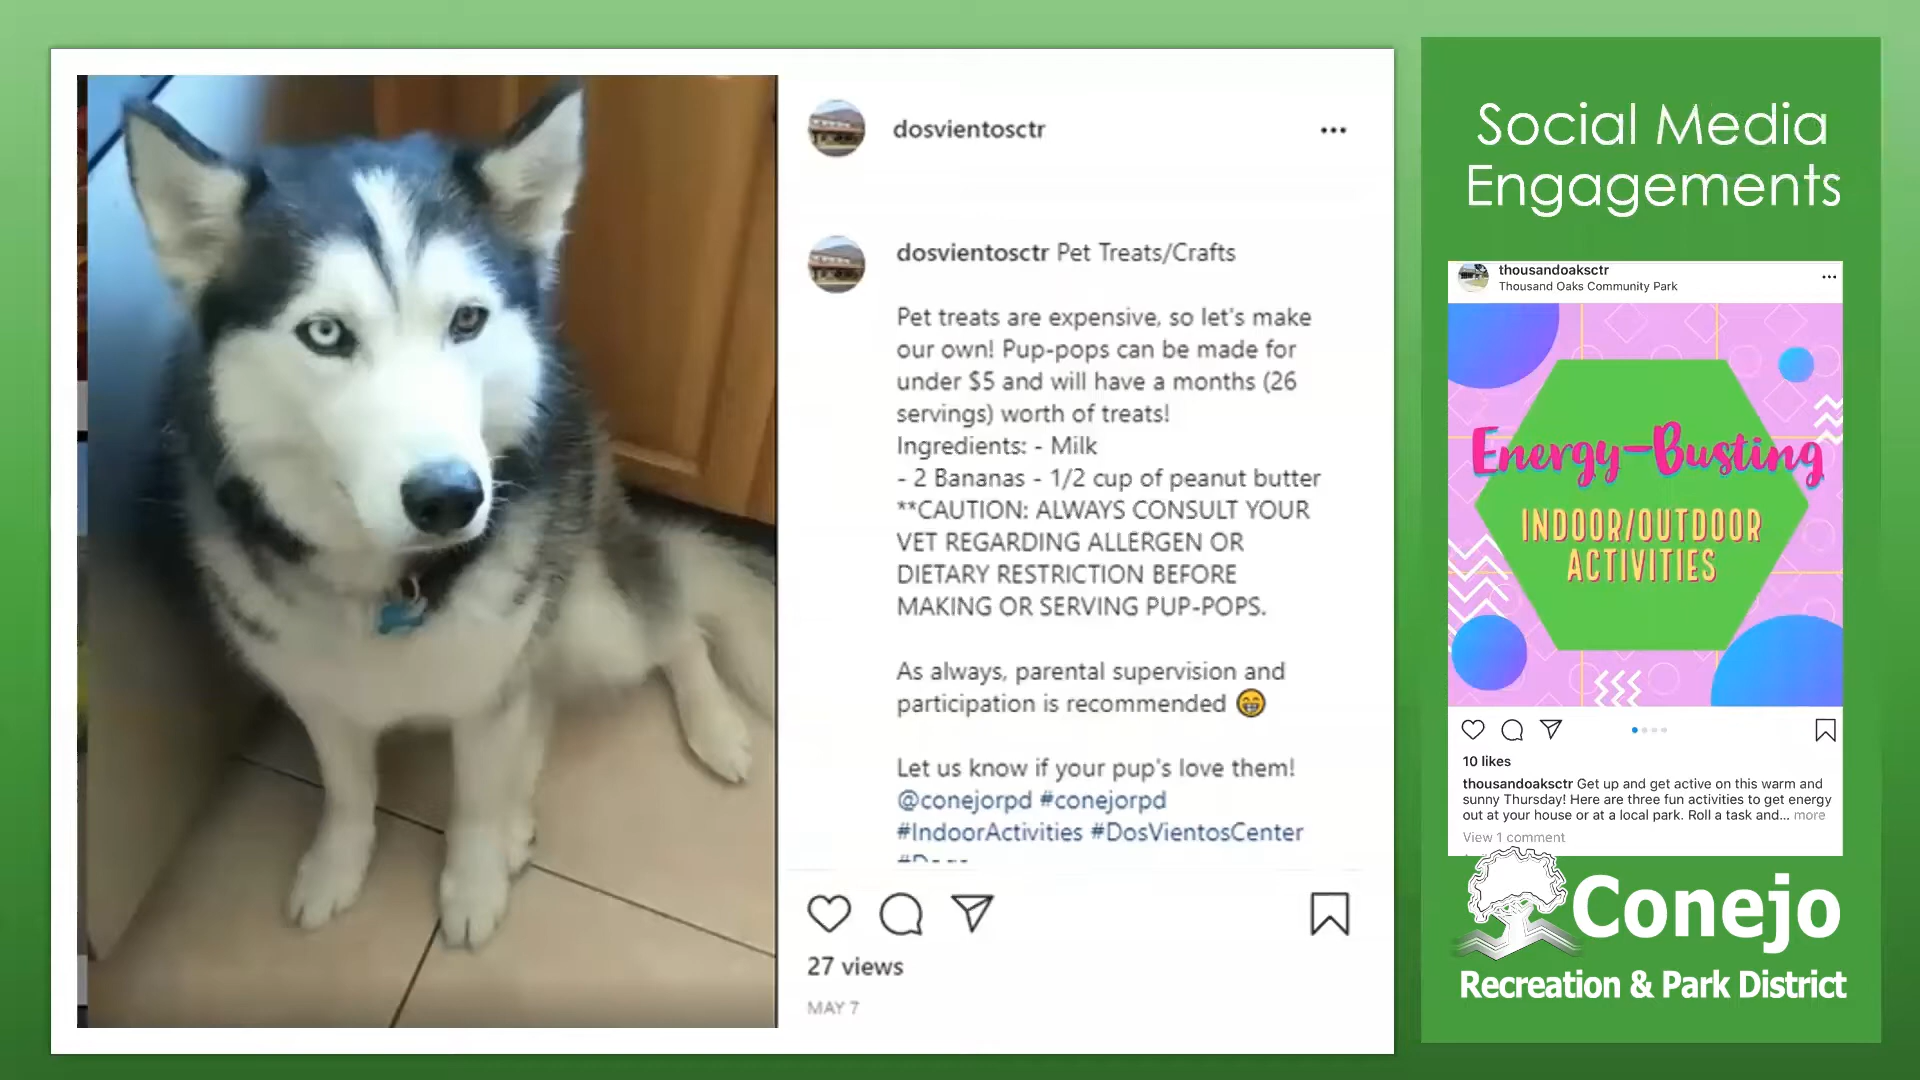 dosvientosctr
dosvientosctr Pet Treats/Crafts
Pet treats are expensive, so let's make
our own! Pup-pops can be made for
under $5 and will have a months (26
servings) worth of treats!
Ingredients: - Milk
- 2 Bananas - 1/2 cup of peanut butter
**CAUTION: ALWAYS CONSULT YOUR
VET REGARDING ALLERGEN OR
DIETARY RESTRICTION BEFORE
MAKING OR SERVING PUP-POPS.
As always, parental supervision and
participation is recommended 😁
Let us know if your pup's love them!
@conejorpd #conejorpd
#IndoorActivities #DosVientosCenter
27 views
MAY 7
Social Media
Engagements
thousandoaksctr
Thousand Oaks Community Park
Energy-Busting
INDOOR/OUTDOOR
ACTIVITIES
10 likes
thousandoaksctr Get up and get active on this warm and
sunny Thursday! Here are three fun activities to get energy
out at your house or at a local park. Roll a task and... more
View 1 comment
Conejo
Recreation & Park District